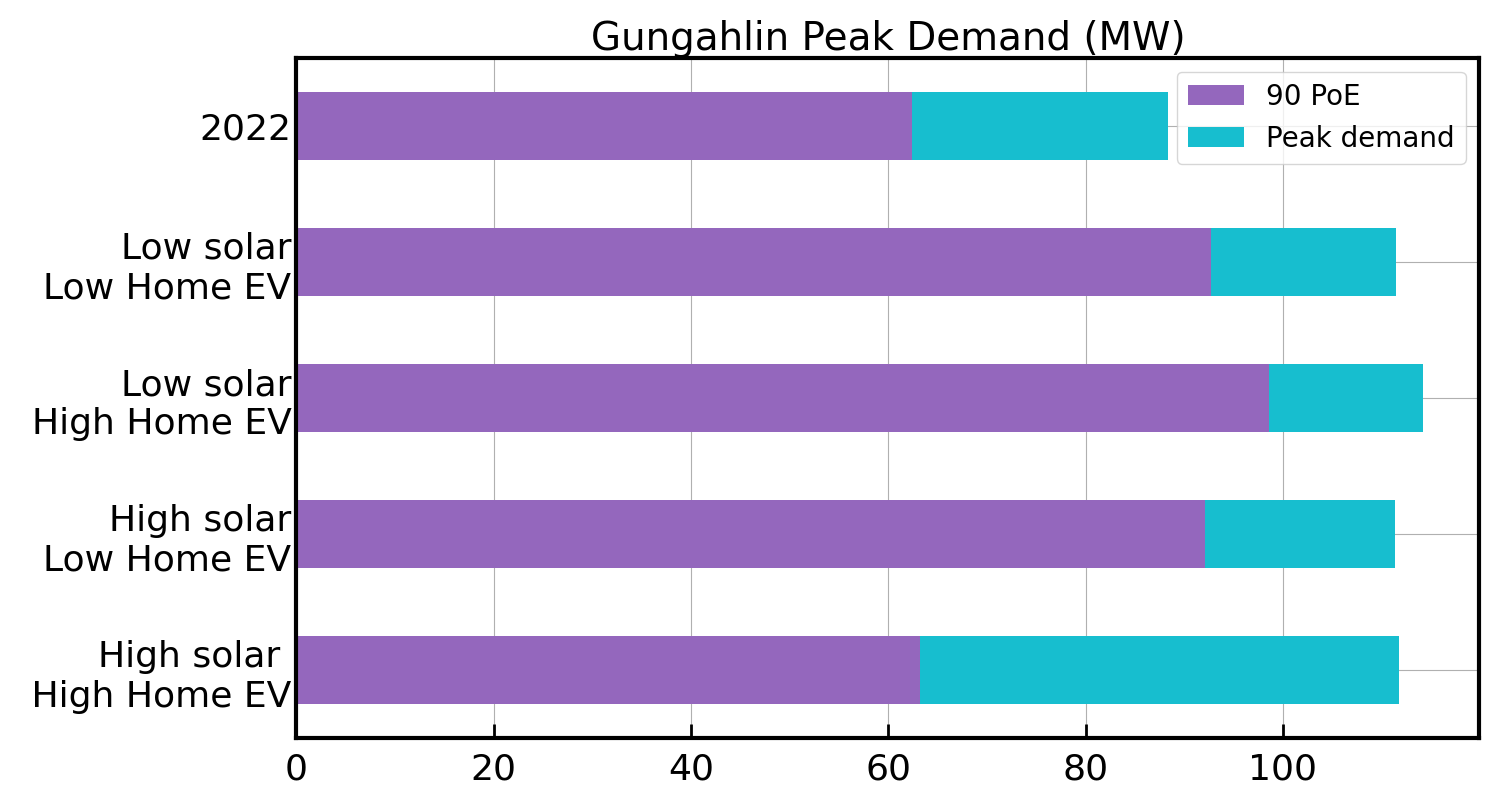 Gungahlin Peak Demand (MW)
90 PoE
Peak demand
2022
Low solar
Low Home EV
Low solar
High Home EV
High solar
Low Home EV
High solar
High Home EV
0 20 40 60 80 100